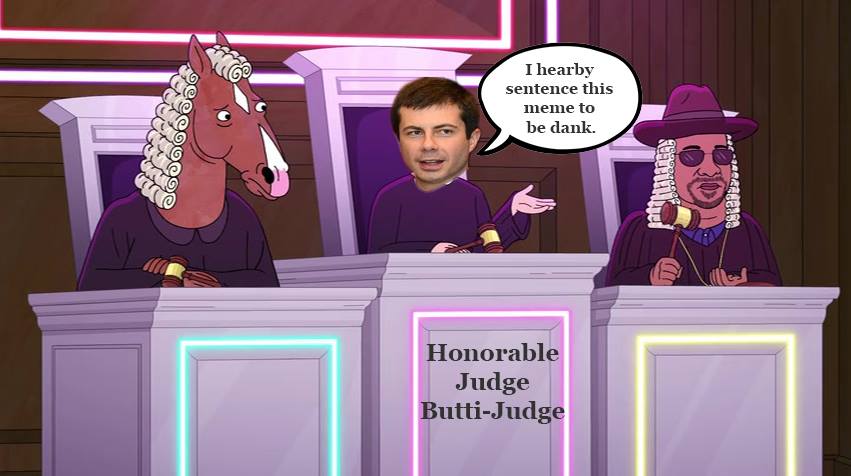 I hearby
sentence this
meme to
be dank.
Honorable
Judge
Butti-Judge